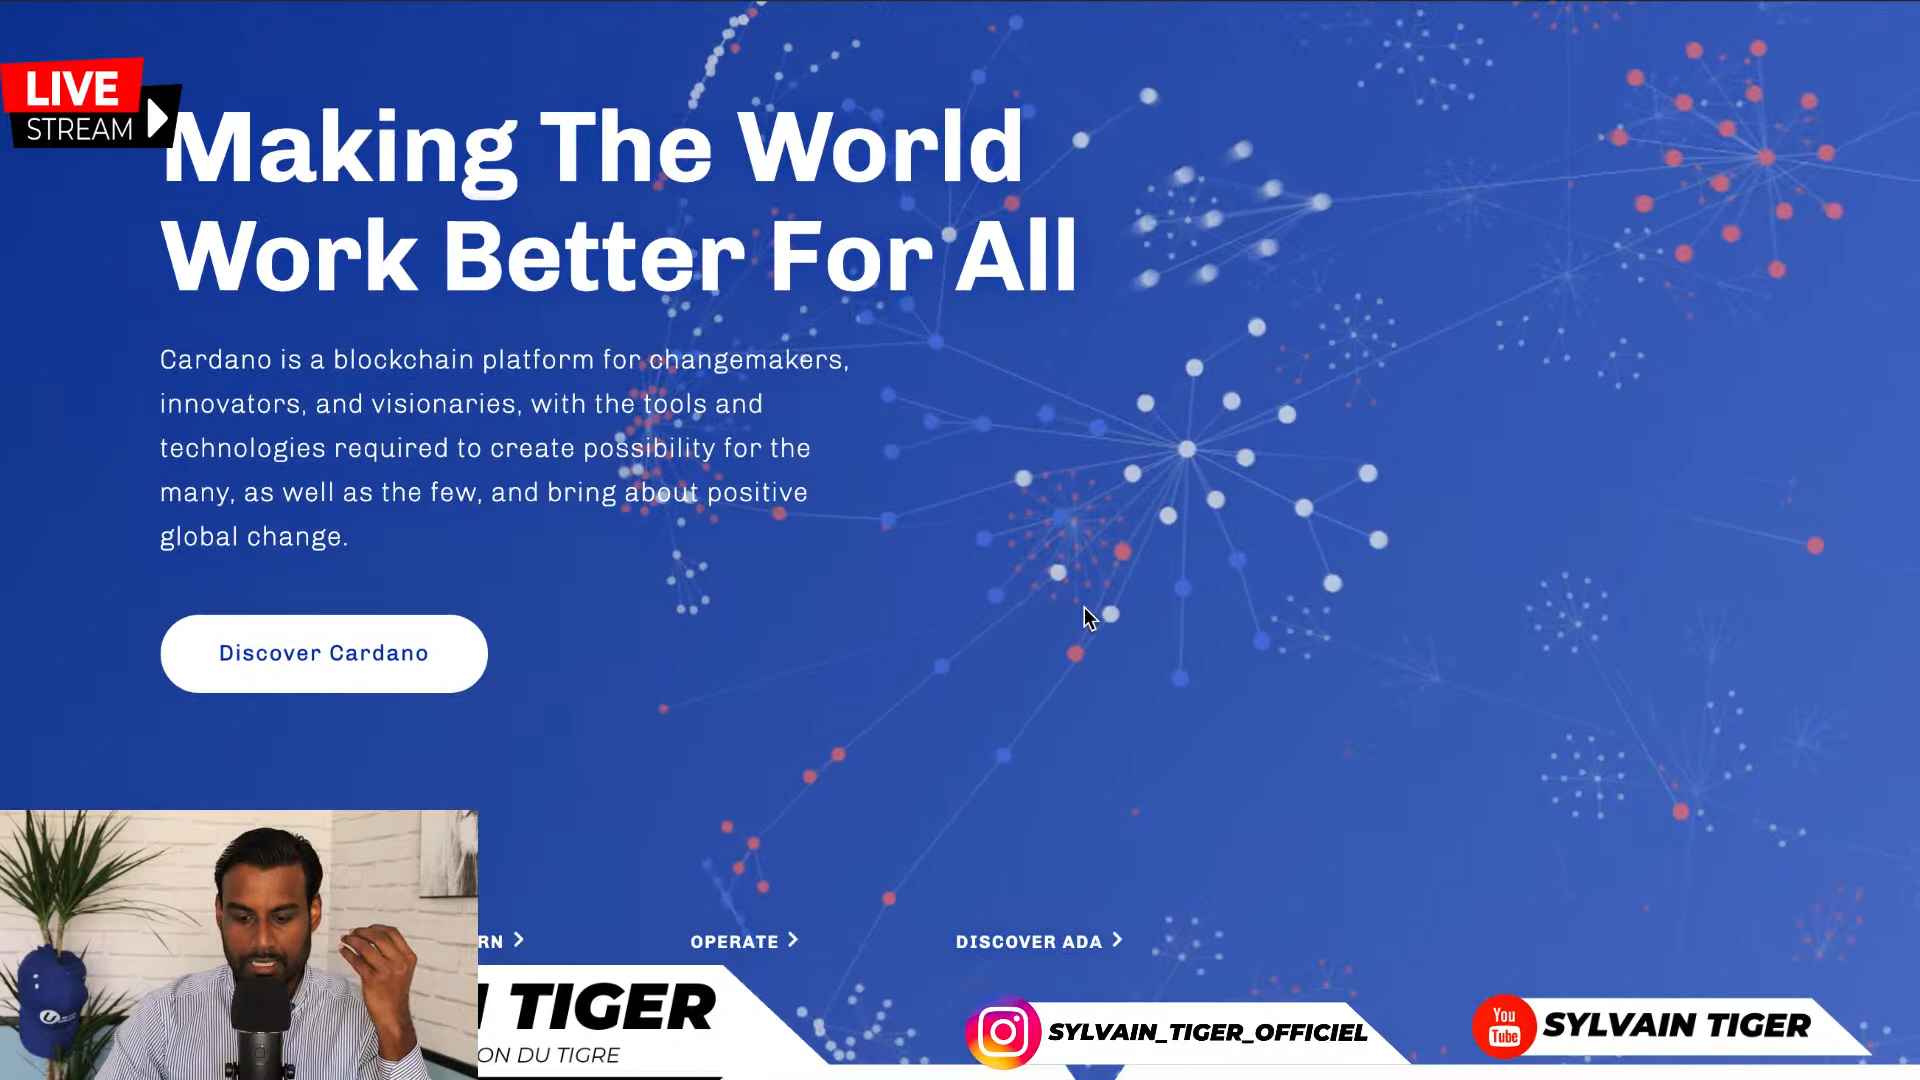 LIVE
STREAM
Making The World
Work Better For All
Cardano is a blockchain platform for changemakers,
innovators, and visionaries, with the tools and
technologies required to create possibility for the
many, as well as the few, and bring about positive
global change.
Discover Cardano
RN
OPERATE
DISCOVER ADA
TIGER
ON DU TIGRE
SYLVAIN_TIGER_OFFICIEL
You
Tube
SYLVAIN TIGER